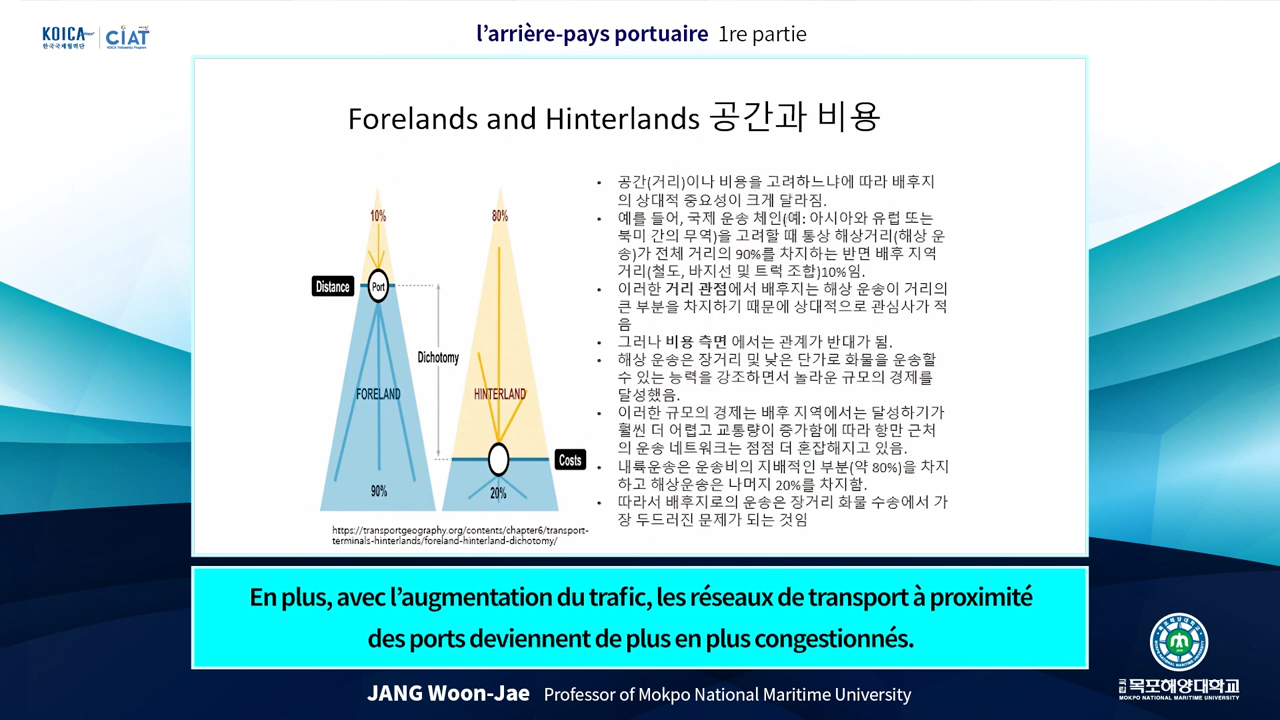 KOICA
한국국제협력단
CIAT
KOICA Fellowship Program
l’arrière-pays portuaire 1re partie
Forelands and Hinterlands 공간과 비용
10%
80%
Distance
Port
Dichotomy
FORELAND
HINTERLAND
Costs
90%
20%
https://transportgeography.org/contents/chapter6/transport-
terminals-hinterlands/foreland-hinterland-dichotomy/
• 공간(거리)이나 비용을 고려하느냐에 따라 배후지
의 상대적 중요성이 크게 달라짐.
• 예를 들어, 국제 운송 체인(예: 아시아와 유럽 또는
북미 간의 무역)을 고려할 때 통상 해상거리(해상 운
송)가 전체 거리의 90%를 차지하는 반면 배후 지역
거리(철도, 바지선 및 트럭 조합)10%임.
• 이러한 거리 관점에서 배후지는 해상 운송이 거리의
큰 부분을 차지하기 때문에 상대적으로 관심사가 적
음
• 그러나 비용 측면 에서는 관계가 반대가 됨.
• 해상 운송은 장거리 및 낮은 단가로 화물을 운송할
수 있는 능력을 강조하면서 놀라운 규모의 경제를
달성했음.
• 이러한 규모의 경제는 배후 지역에서는 달성하기가
훨씬 더 어렵고 교통량이 증가함에 따라 항만 근처
의 운송 네트워크는 점점 더 혼잡해지고 있음.
• 내륙운송은 운송비의 지배적인 부분(약 80%)을 차지
하고 해상운송은 나머지 20%를 차지함.
• 따라서 배후지로의 운송은 장거리 화물 수송에서 가
장 두드러진 문제가 되는 것임
En plus, avec l’augmentation du trafic, les réseaux de transport à proximité
des ports deviennent de plus en plus congestionnés.
JANG Woon-Jae Professor of Mokpo National Maritime University
국립 목포해양대학교
MOKPO NATIONAL MARITIME UNIVERSITY